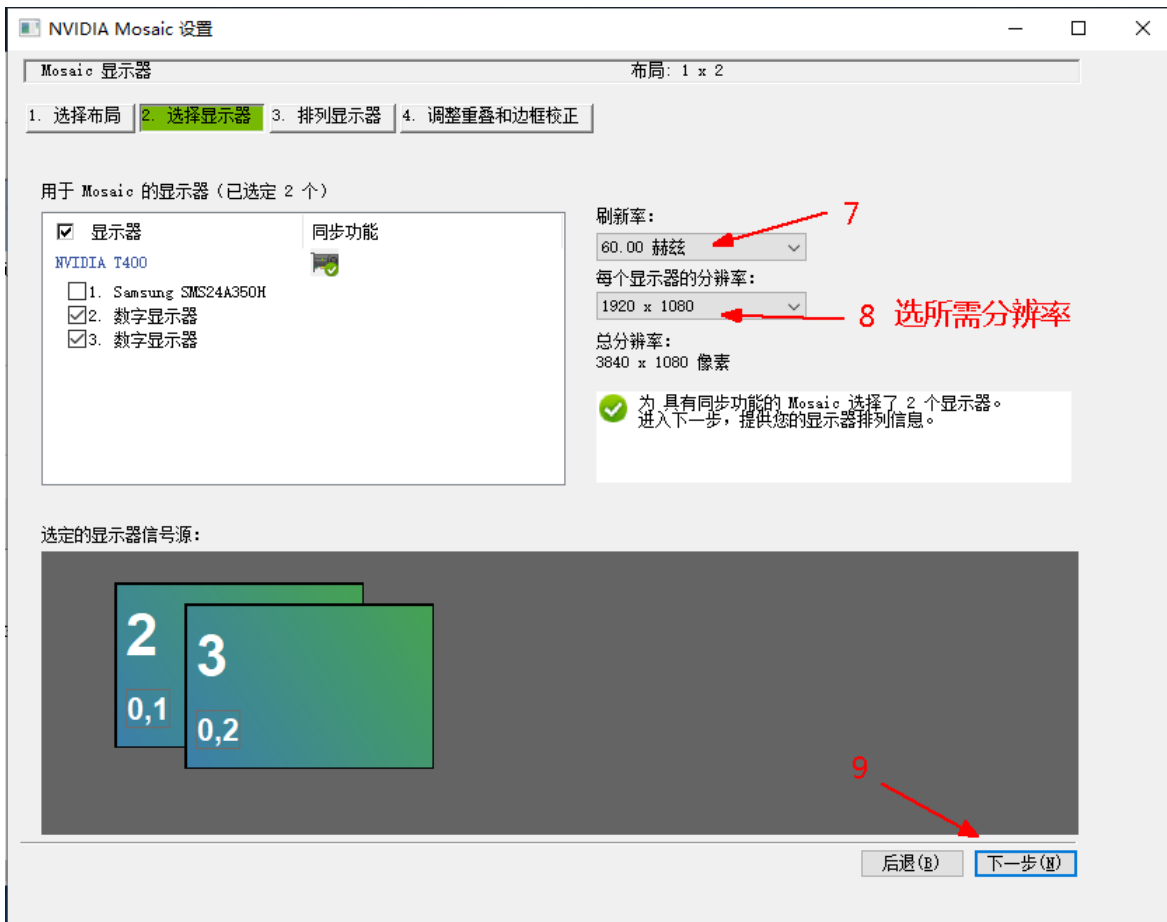 NVIDIA Mosaic 设置
Mosaic 显示器 布局: 1 x 2
1. 选择布局 2. 选择显示器 3. 排列显示器 4. 调整重叠和边框校正
用于 Mosaic 的显示器（已选定 2 个）
显示器 同步功能
NVIDIA T400
1. Samsung SMS24A350H
2. 数字显示器
3. 数字显示器
刷新率: 7
60.00 赫兹
每个显示器的分辨率:
1920 x 1080 8 选所需分辨率
总分辨率:
3840 x 1080 像素
为 具有同步功能的 Mosaic 选择了 2 个显示器。
进入下一步，提供您的显示器排列信息。
选定的显示器信号源:
2
0,1
3
0,2
9
后退(B) 下一步(N)